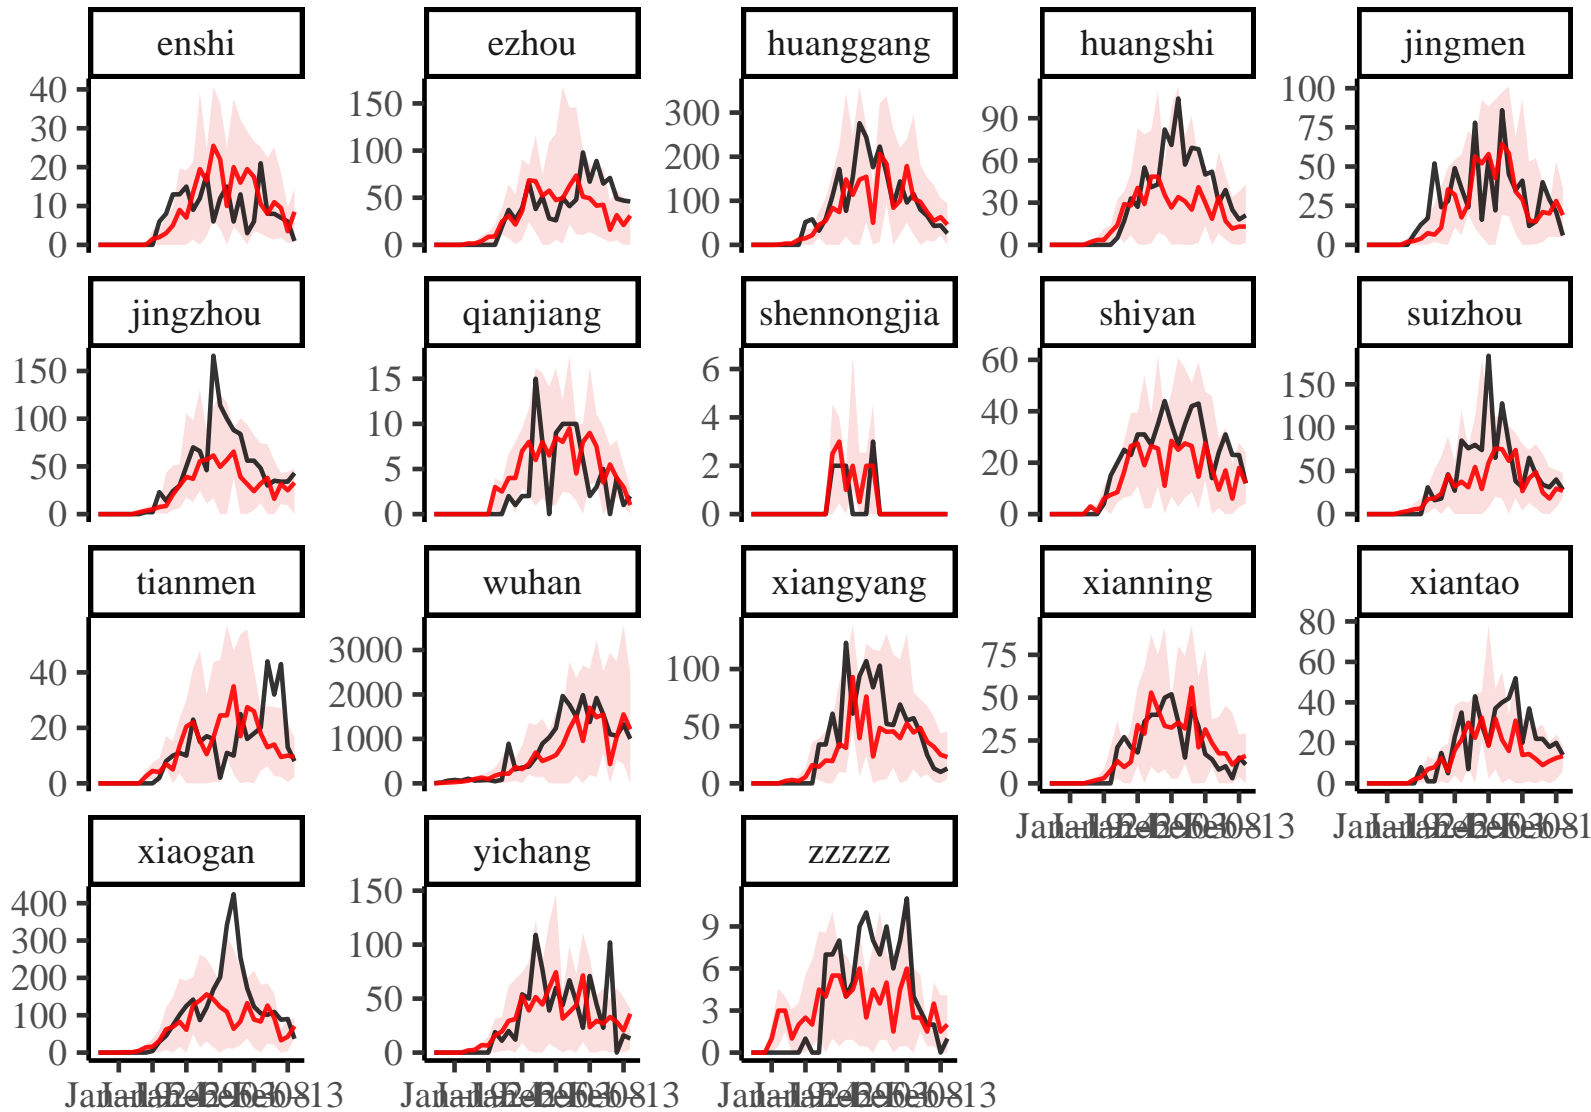 enshi ezhou huanggang huangshi jingmen
40 150 300 90 100
30 100 200 60 75
20 50 100 30 50
10 0 0 0 25
0 0
jingzhou qianjiang shennongjia shiyan suizhou
150 15 6 60 150
100 10 4 40 100
50 5 2 20 50
0 0 0 0 0
tianmen wuhan xiangyang xianning xiantao
40 3000 100 75 80
20 2000 50 50 60
0 1000 0 25 40
0 0 20
0
xiaogan yichang zzzzz
400 150 9
300 100 6
200 50 3
100 0 0
0